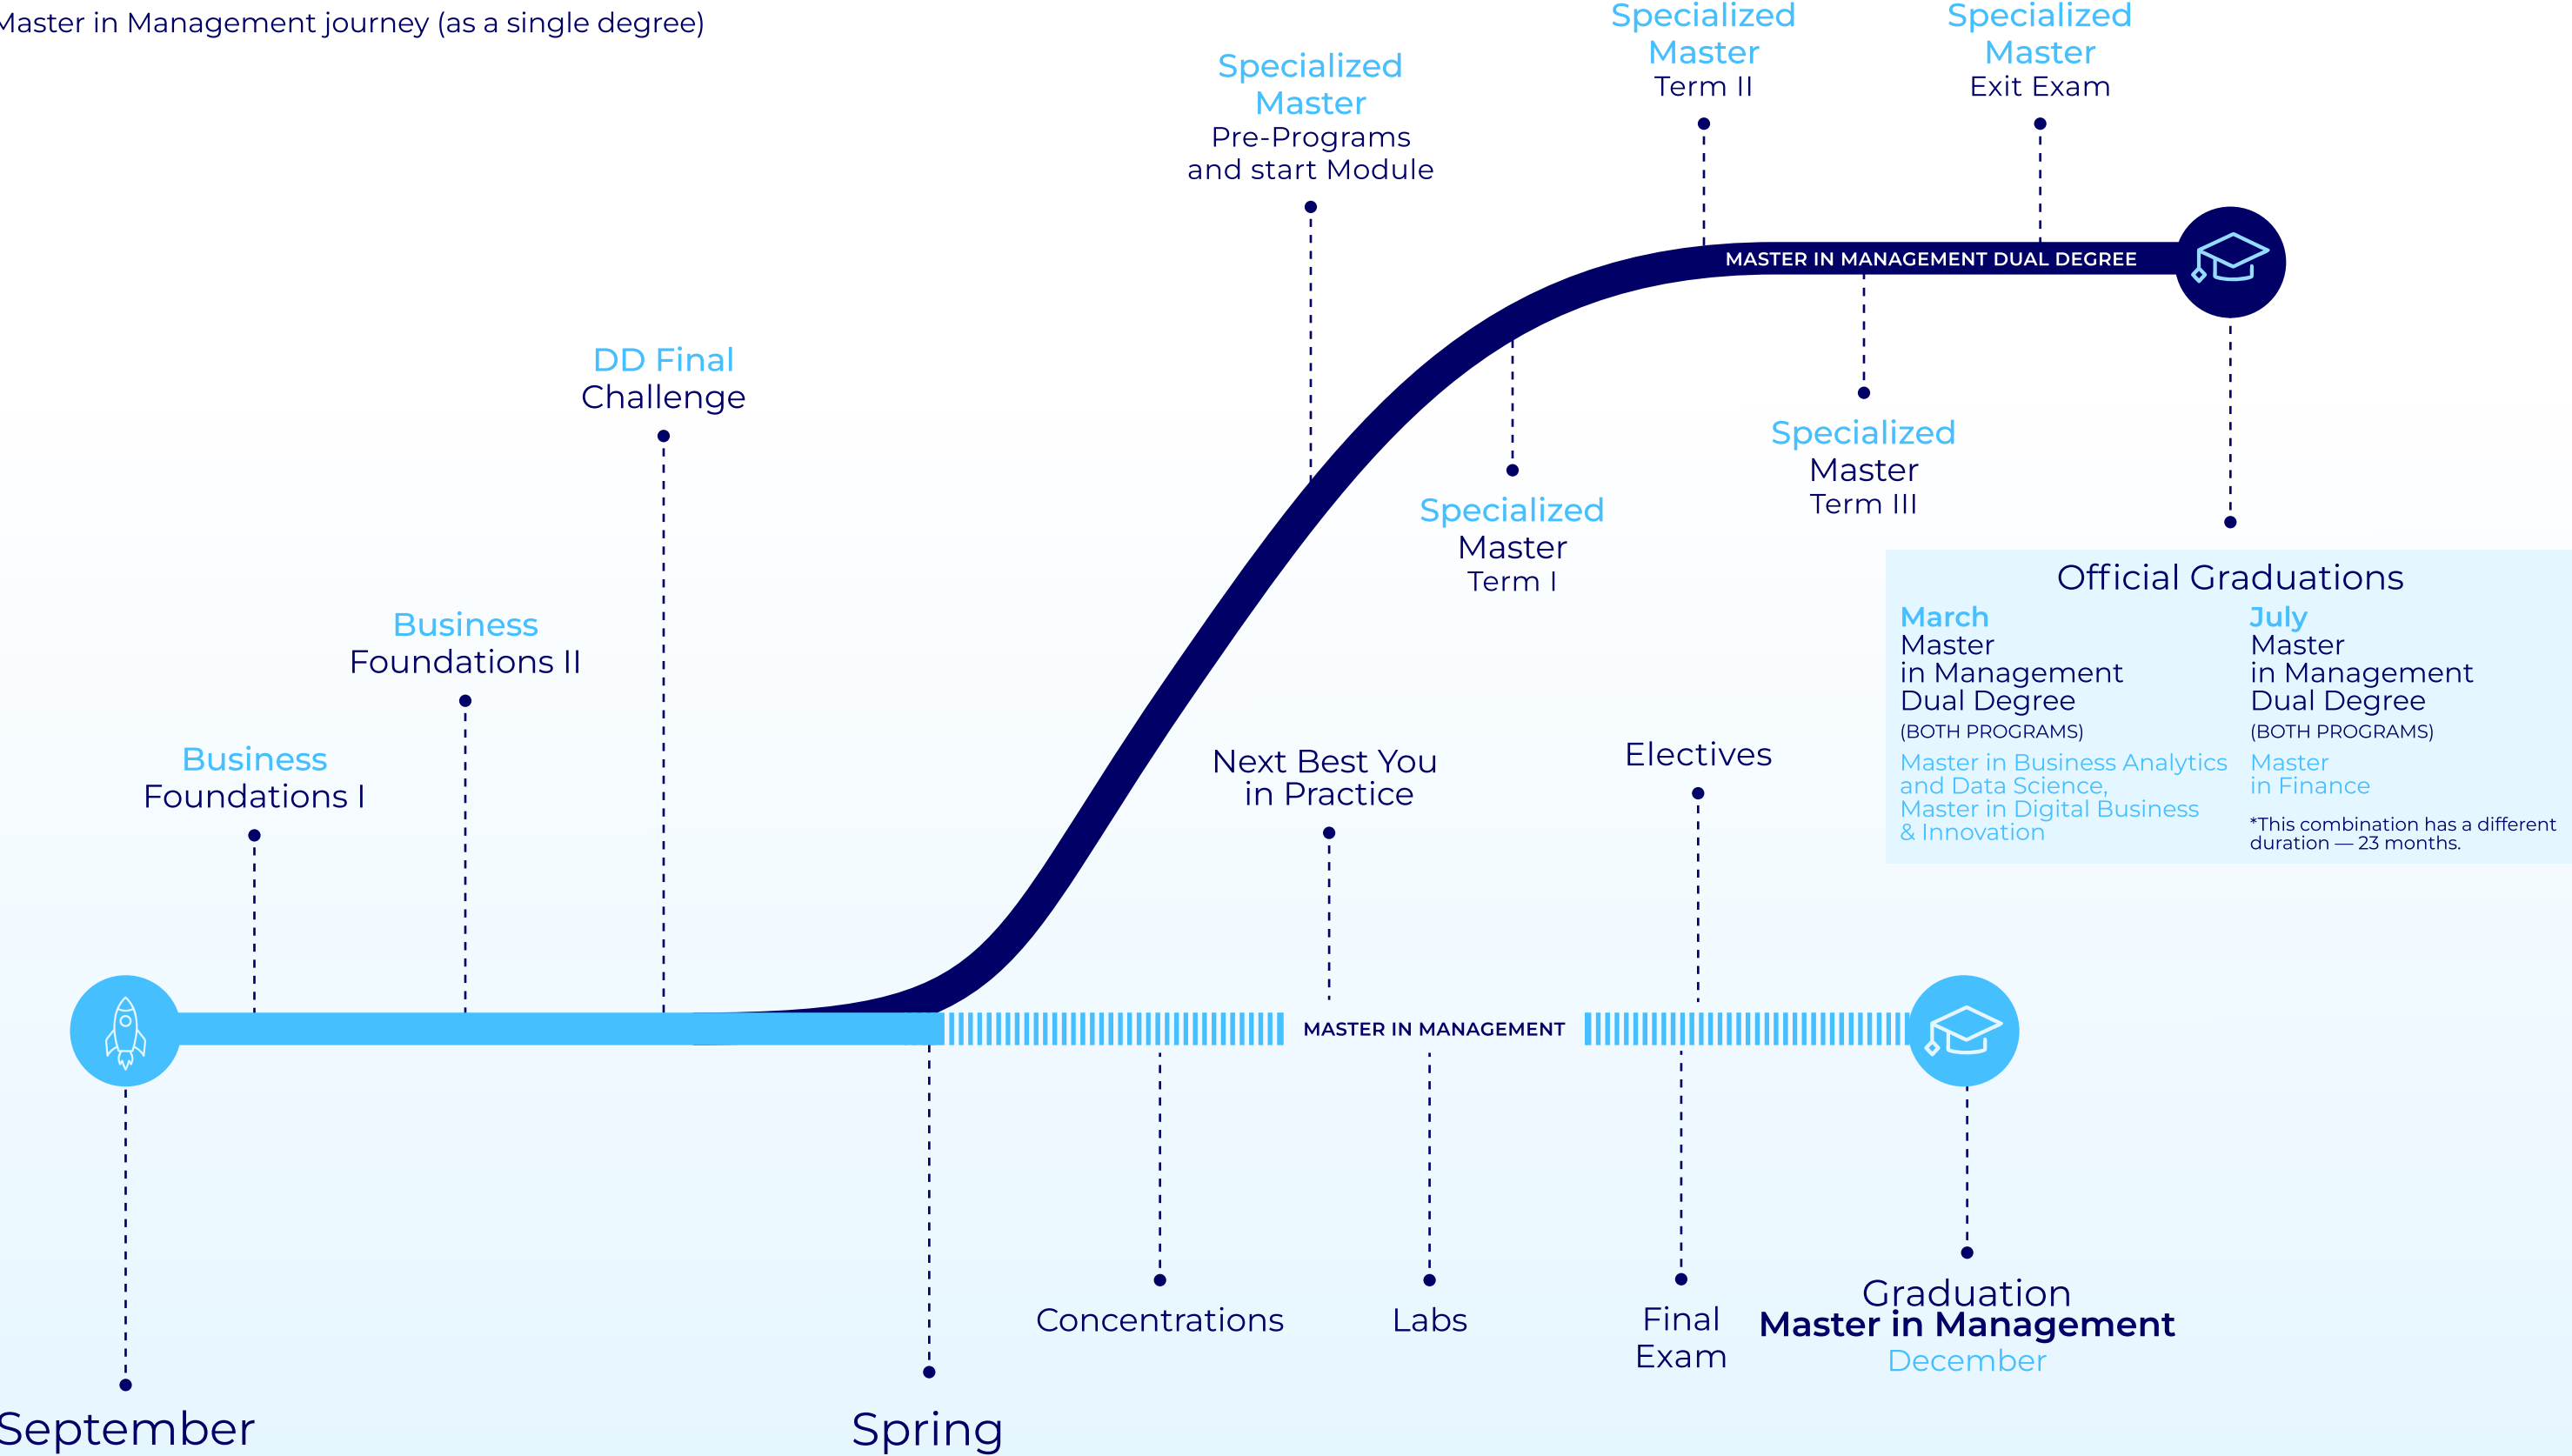 Master in Management journey (as a single degree)
Specialized
Master
Pre-Programs
and start Module
Specialized
Master
Term II
Specialized
Master
Exit Exam
MASTER IN MANAGEMENT DUAL DEGREE
DD Final
Challenge
Specialized
Master
Term I
Specialized
Master
Term III
Business
Foundations I
Business
Foundations II
Official Graduations
March
Master
in Management
Dual Degree
(BOTH PROGRAMS)
Master in Business Analytics
and Data Science,
Master in Digital Business
& Innovation
July
Master
in Management
Dual Degree
(BOTH PROGRAMS)
Master
in Finance
*This combination has a different
duration — 23 months.
Next Best You
in Practice
Electives
MASTER IN MANAGEMENT
Concentrations
Labs
Final
Exam
Graduation
Master in Management
December
September
Spring